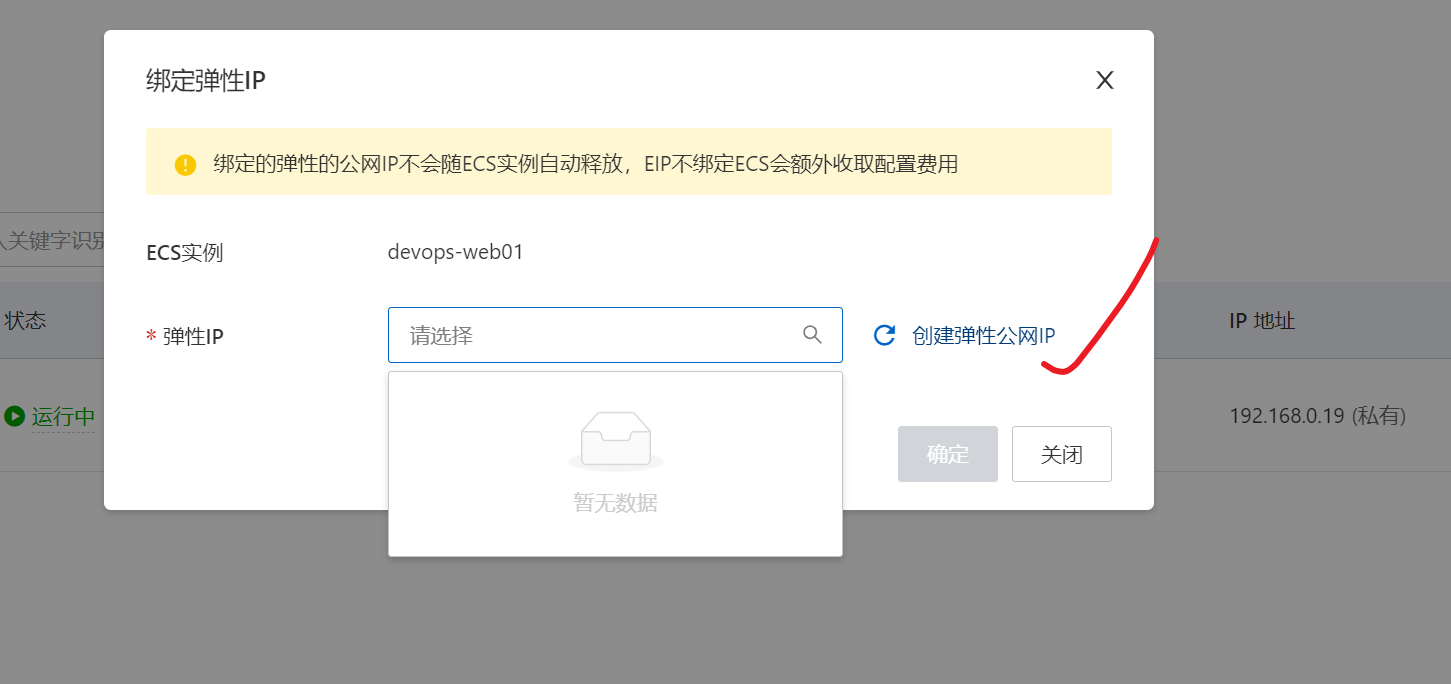 绑定弹性IP
X
绑定的弹性的公网IP不会随ECS实例自动释放，EIP不绑定ECS会额外收取配置费用
关键字识别
ECS实例 devops-web01
状态
IP 地址
* 弹性IP 请选择 创建弹性公网IP
运行中
192.168.0.19 (私有)
确定 关闭
暂无数据